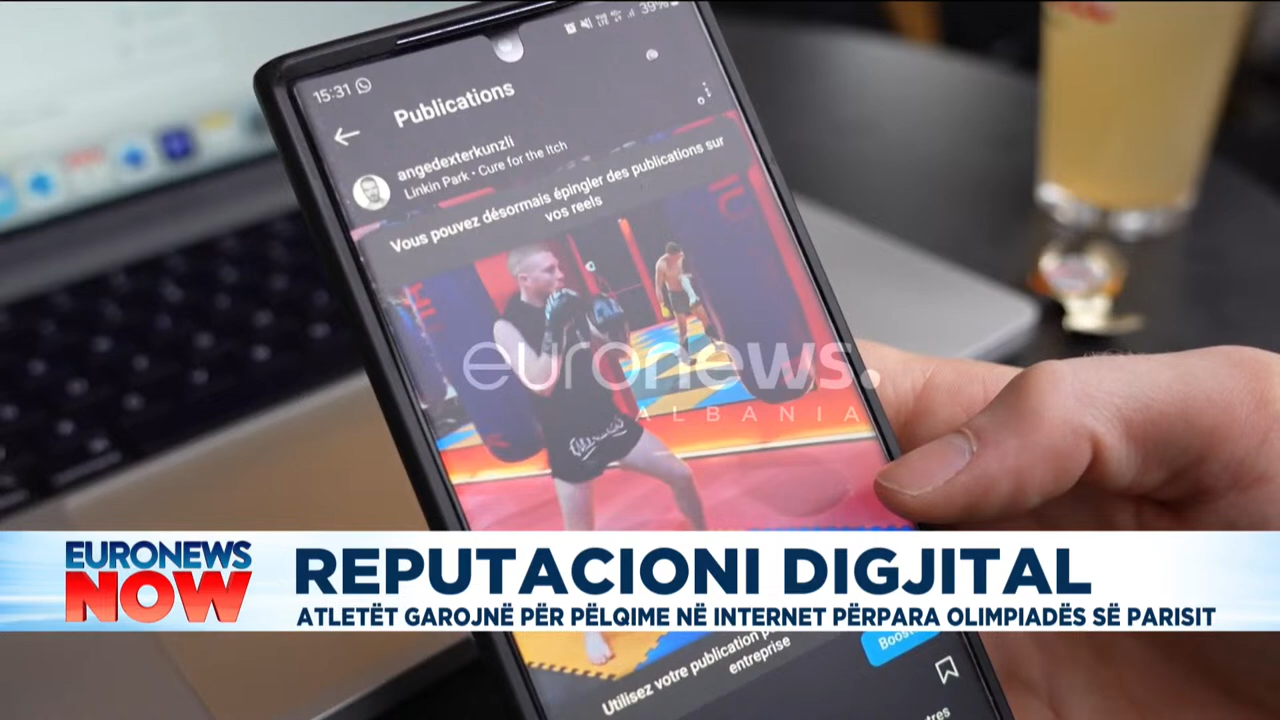 15:31
39%
Publications
angedexterkunzli
Linkin Park • Cure for the Itch
Vous pouvez désormais épingler des publications sur
vos reels
euronews.
ALBANIA
EURONEWS
NOW
REPUTACIONI DIGJITAL
ATLETËT GAROJNË PËR PËLQIME NË INTERNET PËRPARA OLIMPIADËS SË PARISIT
Utilisez votre publication
entreprise